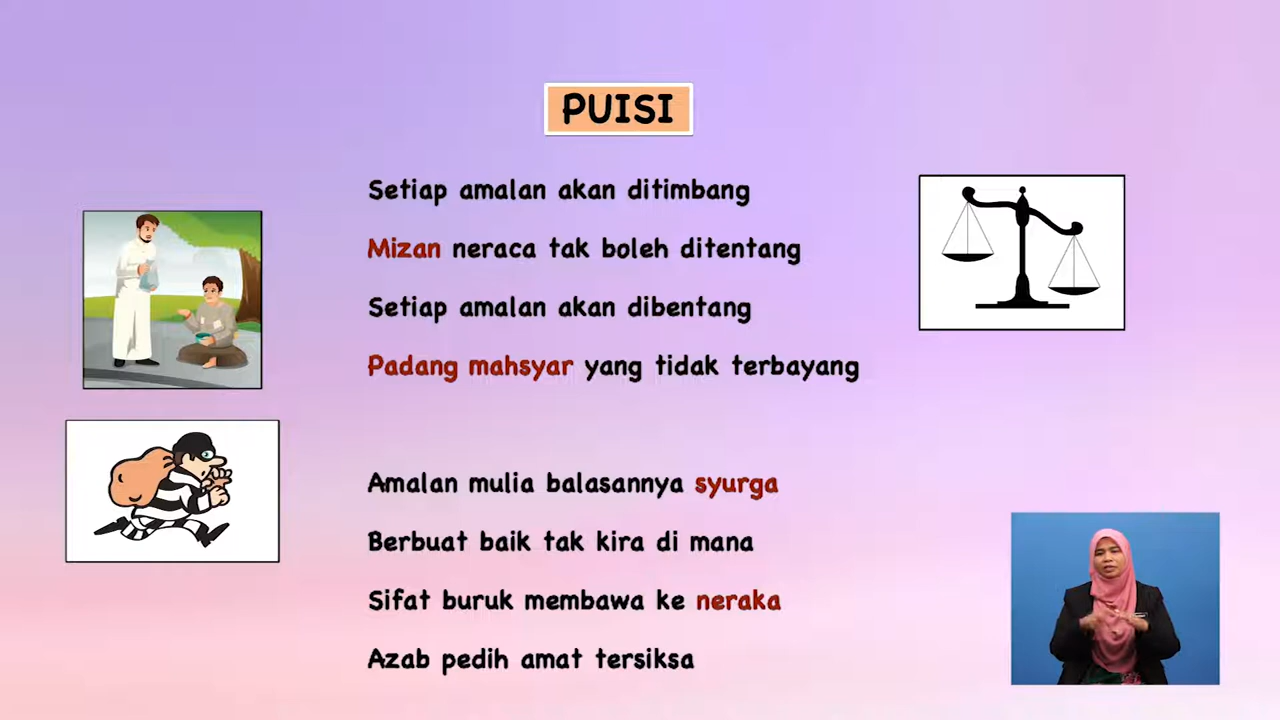 PUISI
Setiap amalan akan ditimbang
Mizan neraca tak boleh ditentang
Setiap amalan akan dibentang
Padang mahsyar yang tidak terbayang
Amalan mulia balasannya syurga
Berbuat baik tak kira di mana
Sifat buruk membawa ke neraka
Azab pedih amat tersiksa